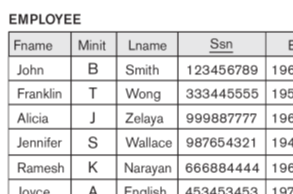 EMPLOYEE
Fname Minit Lname Ssn
John B Smith 123456789 196
Franklin T Wong 333445555 195
Alicia J Zelaya 999887777 196
Jennifer S Wallace 987654321 194
Ramesh K Narayan 666884444 196
Joyce A English 453453453 197